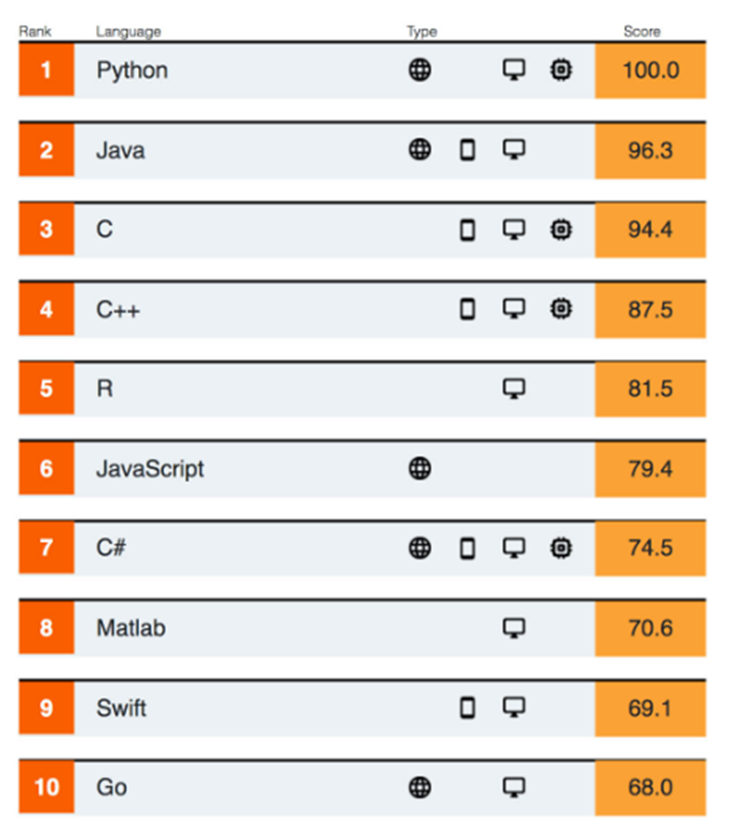 Rank Language Type Score
1 Python 100.0
2 Java 96.3
3 C 94.4
4 C++ 87.5
5 R 81.5
6 JavaScript 79.4
7 C# 74.5
8 Matlab 70.6
9 Swift 69.1
10 Go 68.0